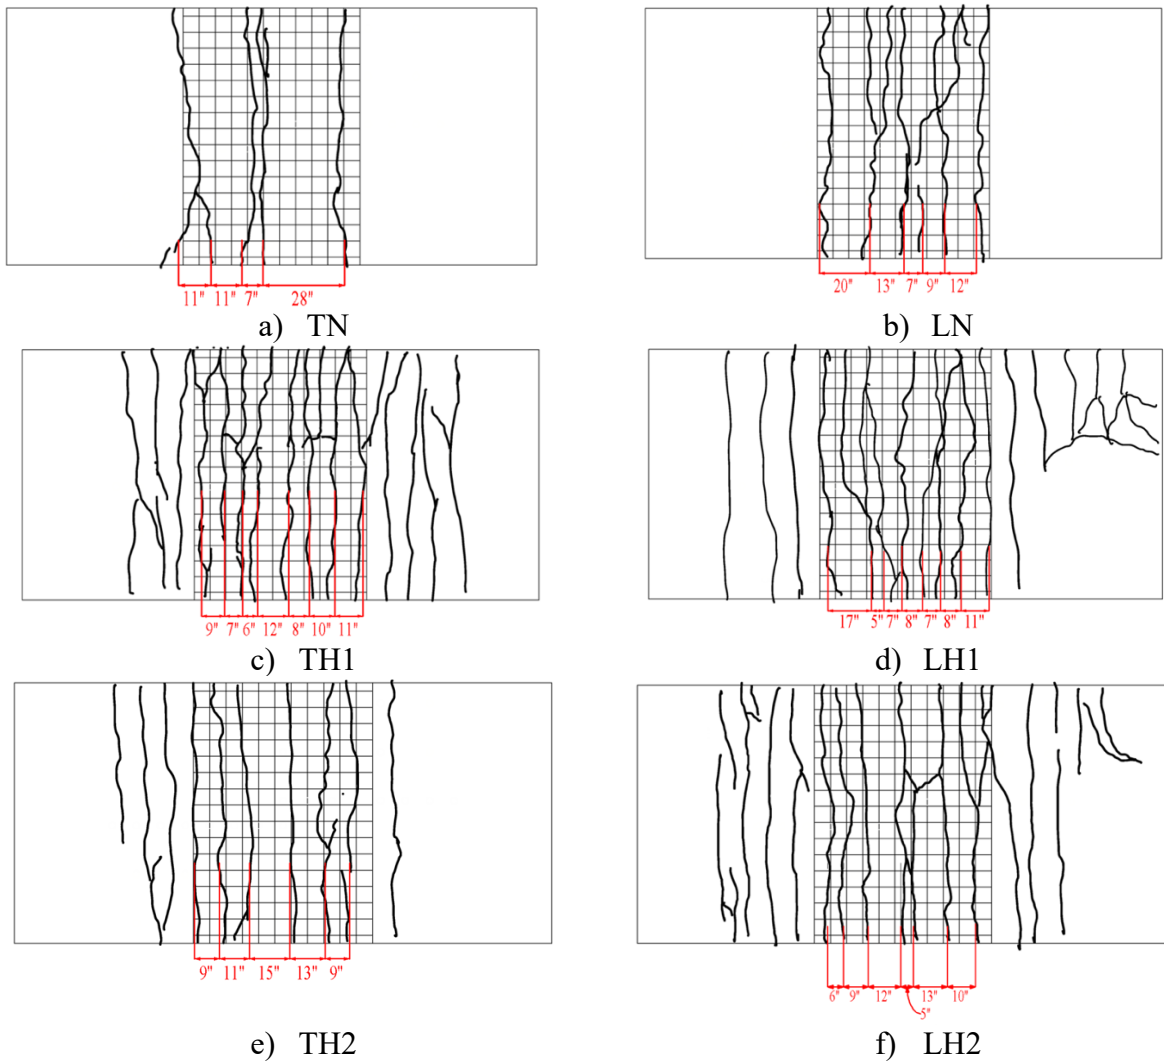 11" 11" 7" 28"
20" 13" 7" 9" 12"
a) TN
b) LN
9" 7" 6" 12" 8" 10" 11"
17" 5" 7" 8" 7" 8" 11"
c) TH1
d) LH1
9" 11" 15" 13" 9"
6" 9" 12" 13" 10"
5"
e) TH2
f) LH2